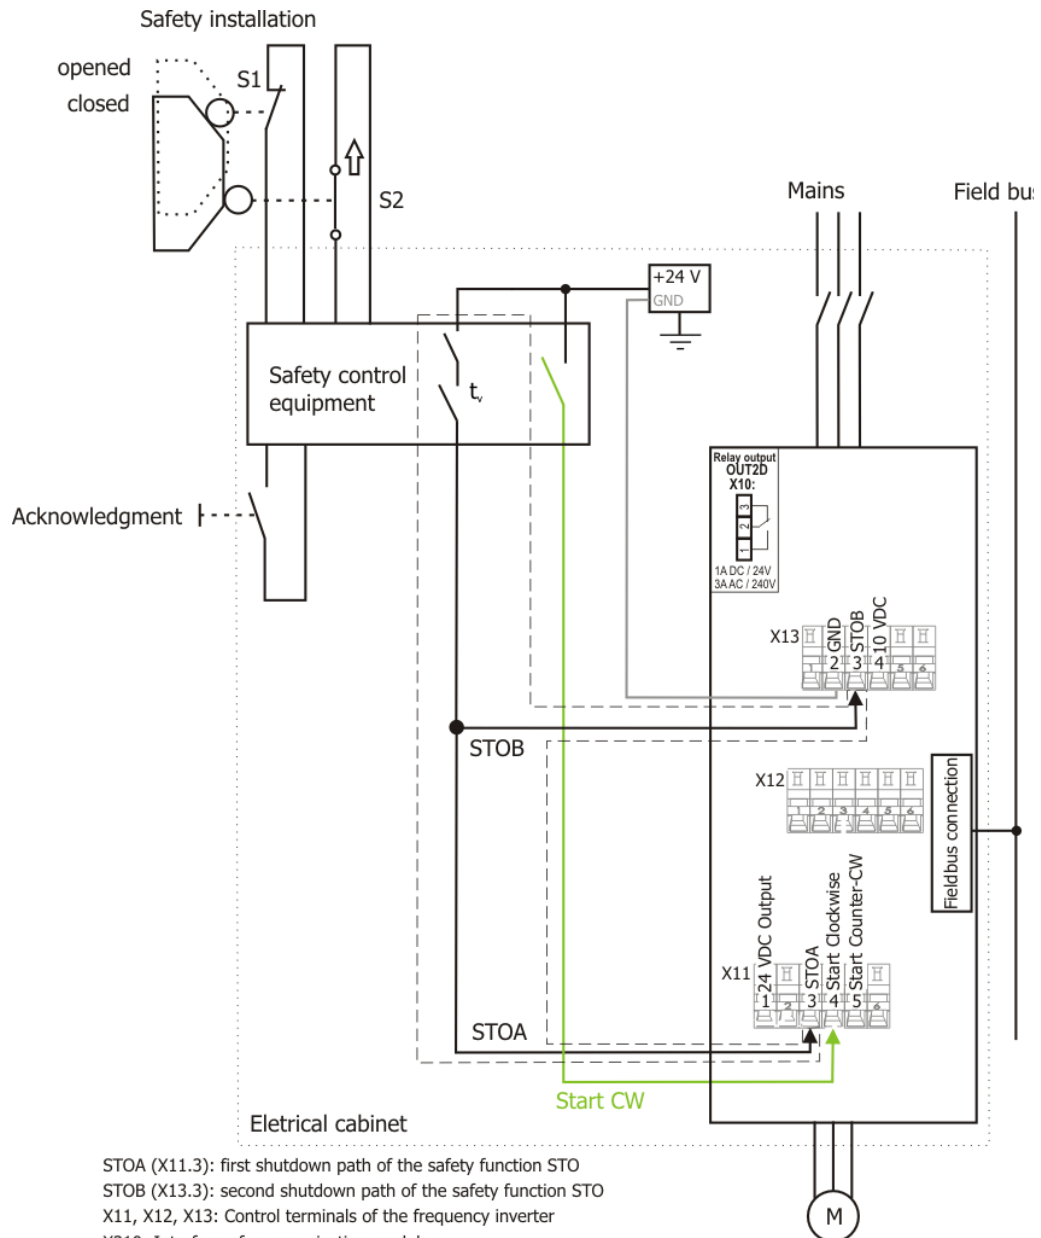 Safety installation
opened
closed
S1
S2
Mains
Field bu
+24 V
GND
Safety control
equipment
tv
Acknowledgment
Relay output
OUT2D
X10:
3
2
1
1A DC / 24V
3A AC / 240V
X13
1
2 GND
3 STOB
4 10 VDC
5
6
STOB
X12
1 2 3 4 5 6
Fieldbus connection
X11
1 24 VDC Output
2
3 STOA
4 Start Clockwise
5 Start Counter-CW
6
STOA
Start CW
Eletrical cabinet
M
STOA (X11.3): first shutdown path of the safety function STO
STOB (X13.3): second shutdown path of the safety function STO
X11, X12, X13: Control terminals of the frequency inverter